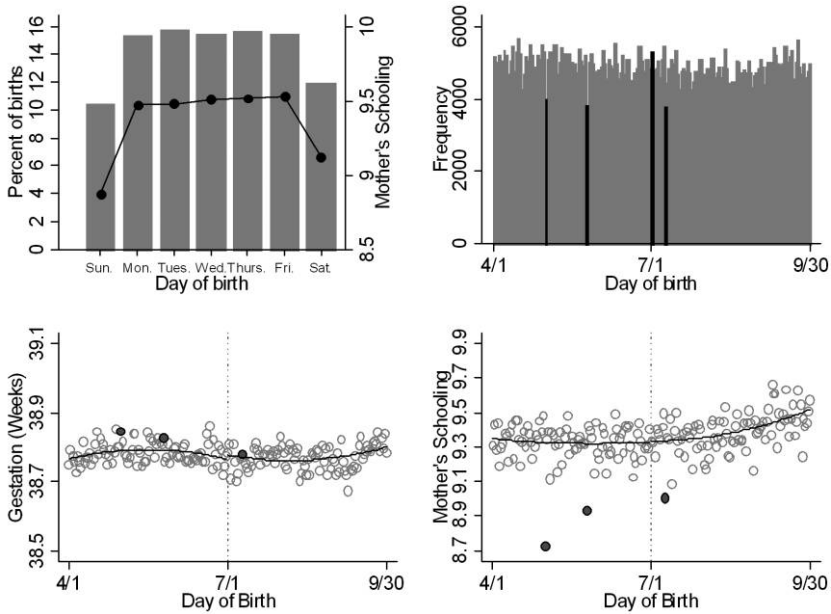 Percent of births
0 2 4 6 8 10 12 14 16
Mother's Schooling
8.5 9 9.5 10
Sun. Mon. Tues. Wed. Thurs. Fri. Sat.
Day of birth
Frequency
0 2000 4000 6000
4/1 7/1 9/30
Day of birth
Gestation (Weeks)
38.5 38.7 38.9 39.1
4/1 7/1 9/30
Day of Birth
Mother's Schooling
8.7 8.9 9.1 9.3 9.5 9.7 9.9
4/1 7/1 9/30
Day of Birth